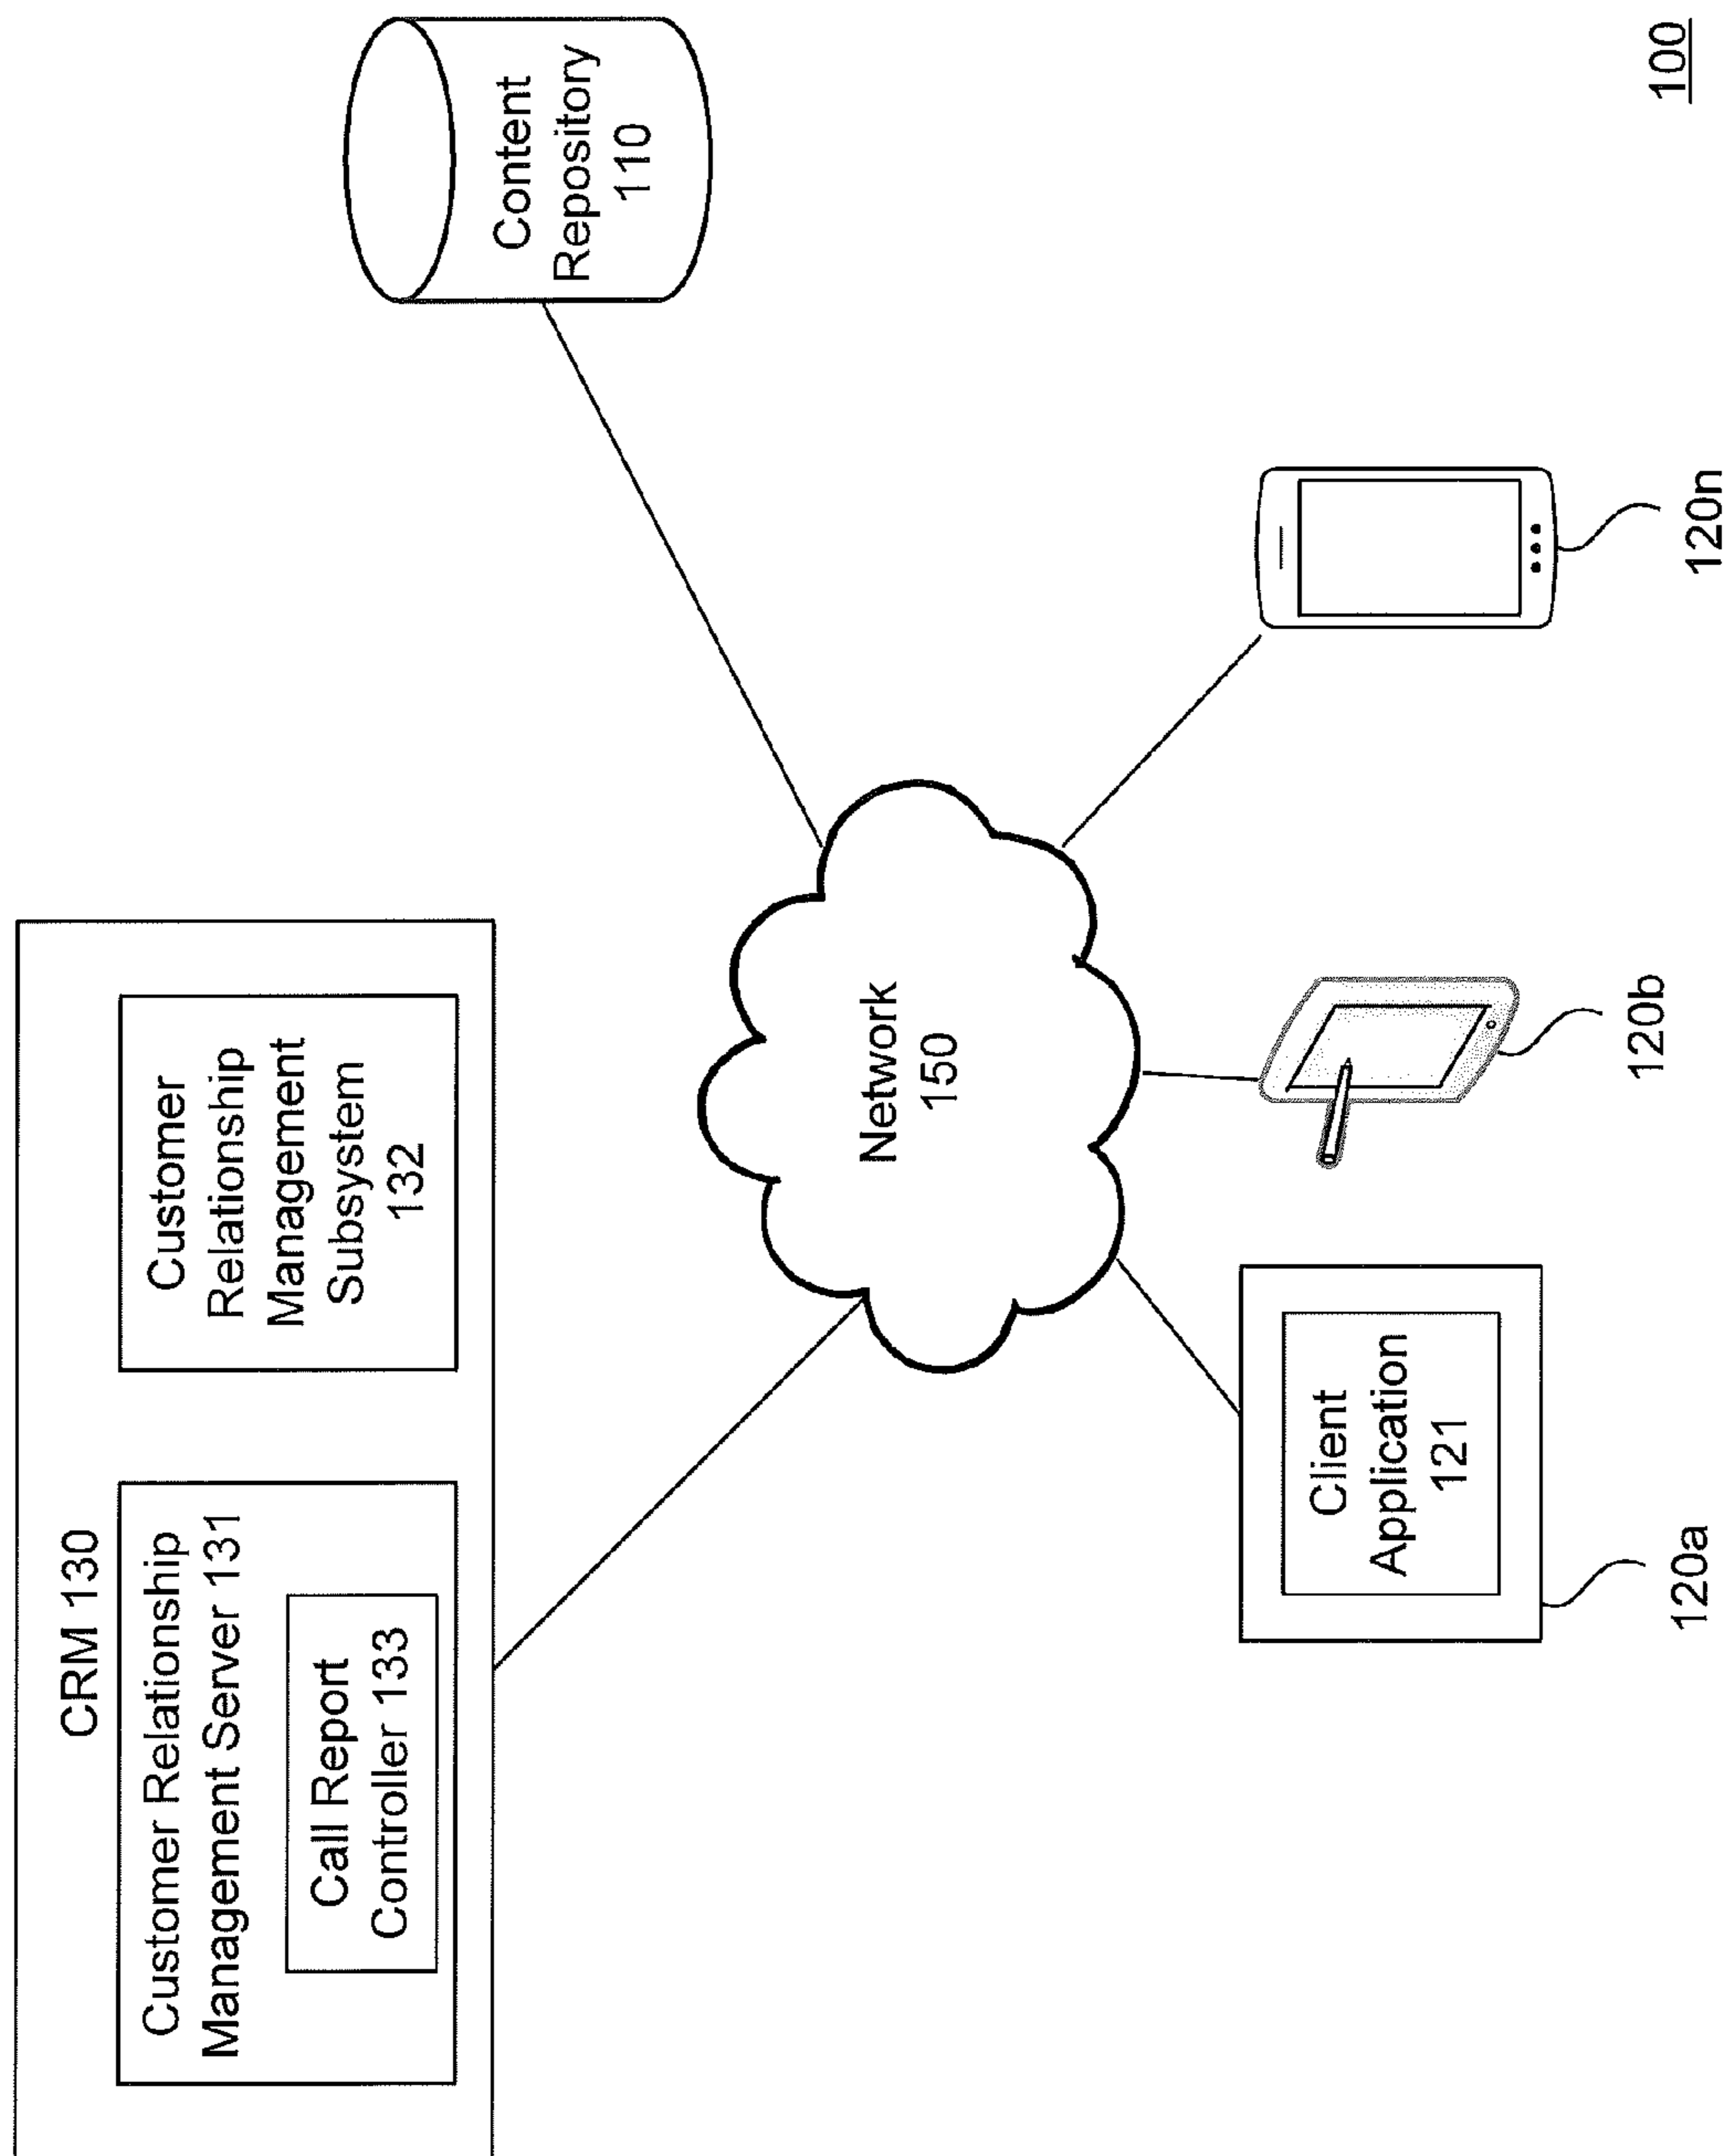 CRM 130
Customer Relationship
Management Server 131
Call Report
Controller 133
Customer
Relationship
Management
Subsystem
132
Content
Repository
110
Network
150
Client
Application
121
120a
120b
120n
100